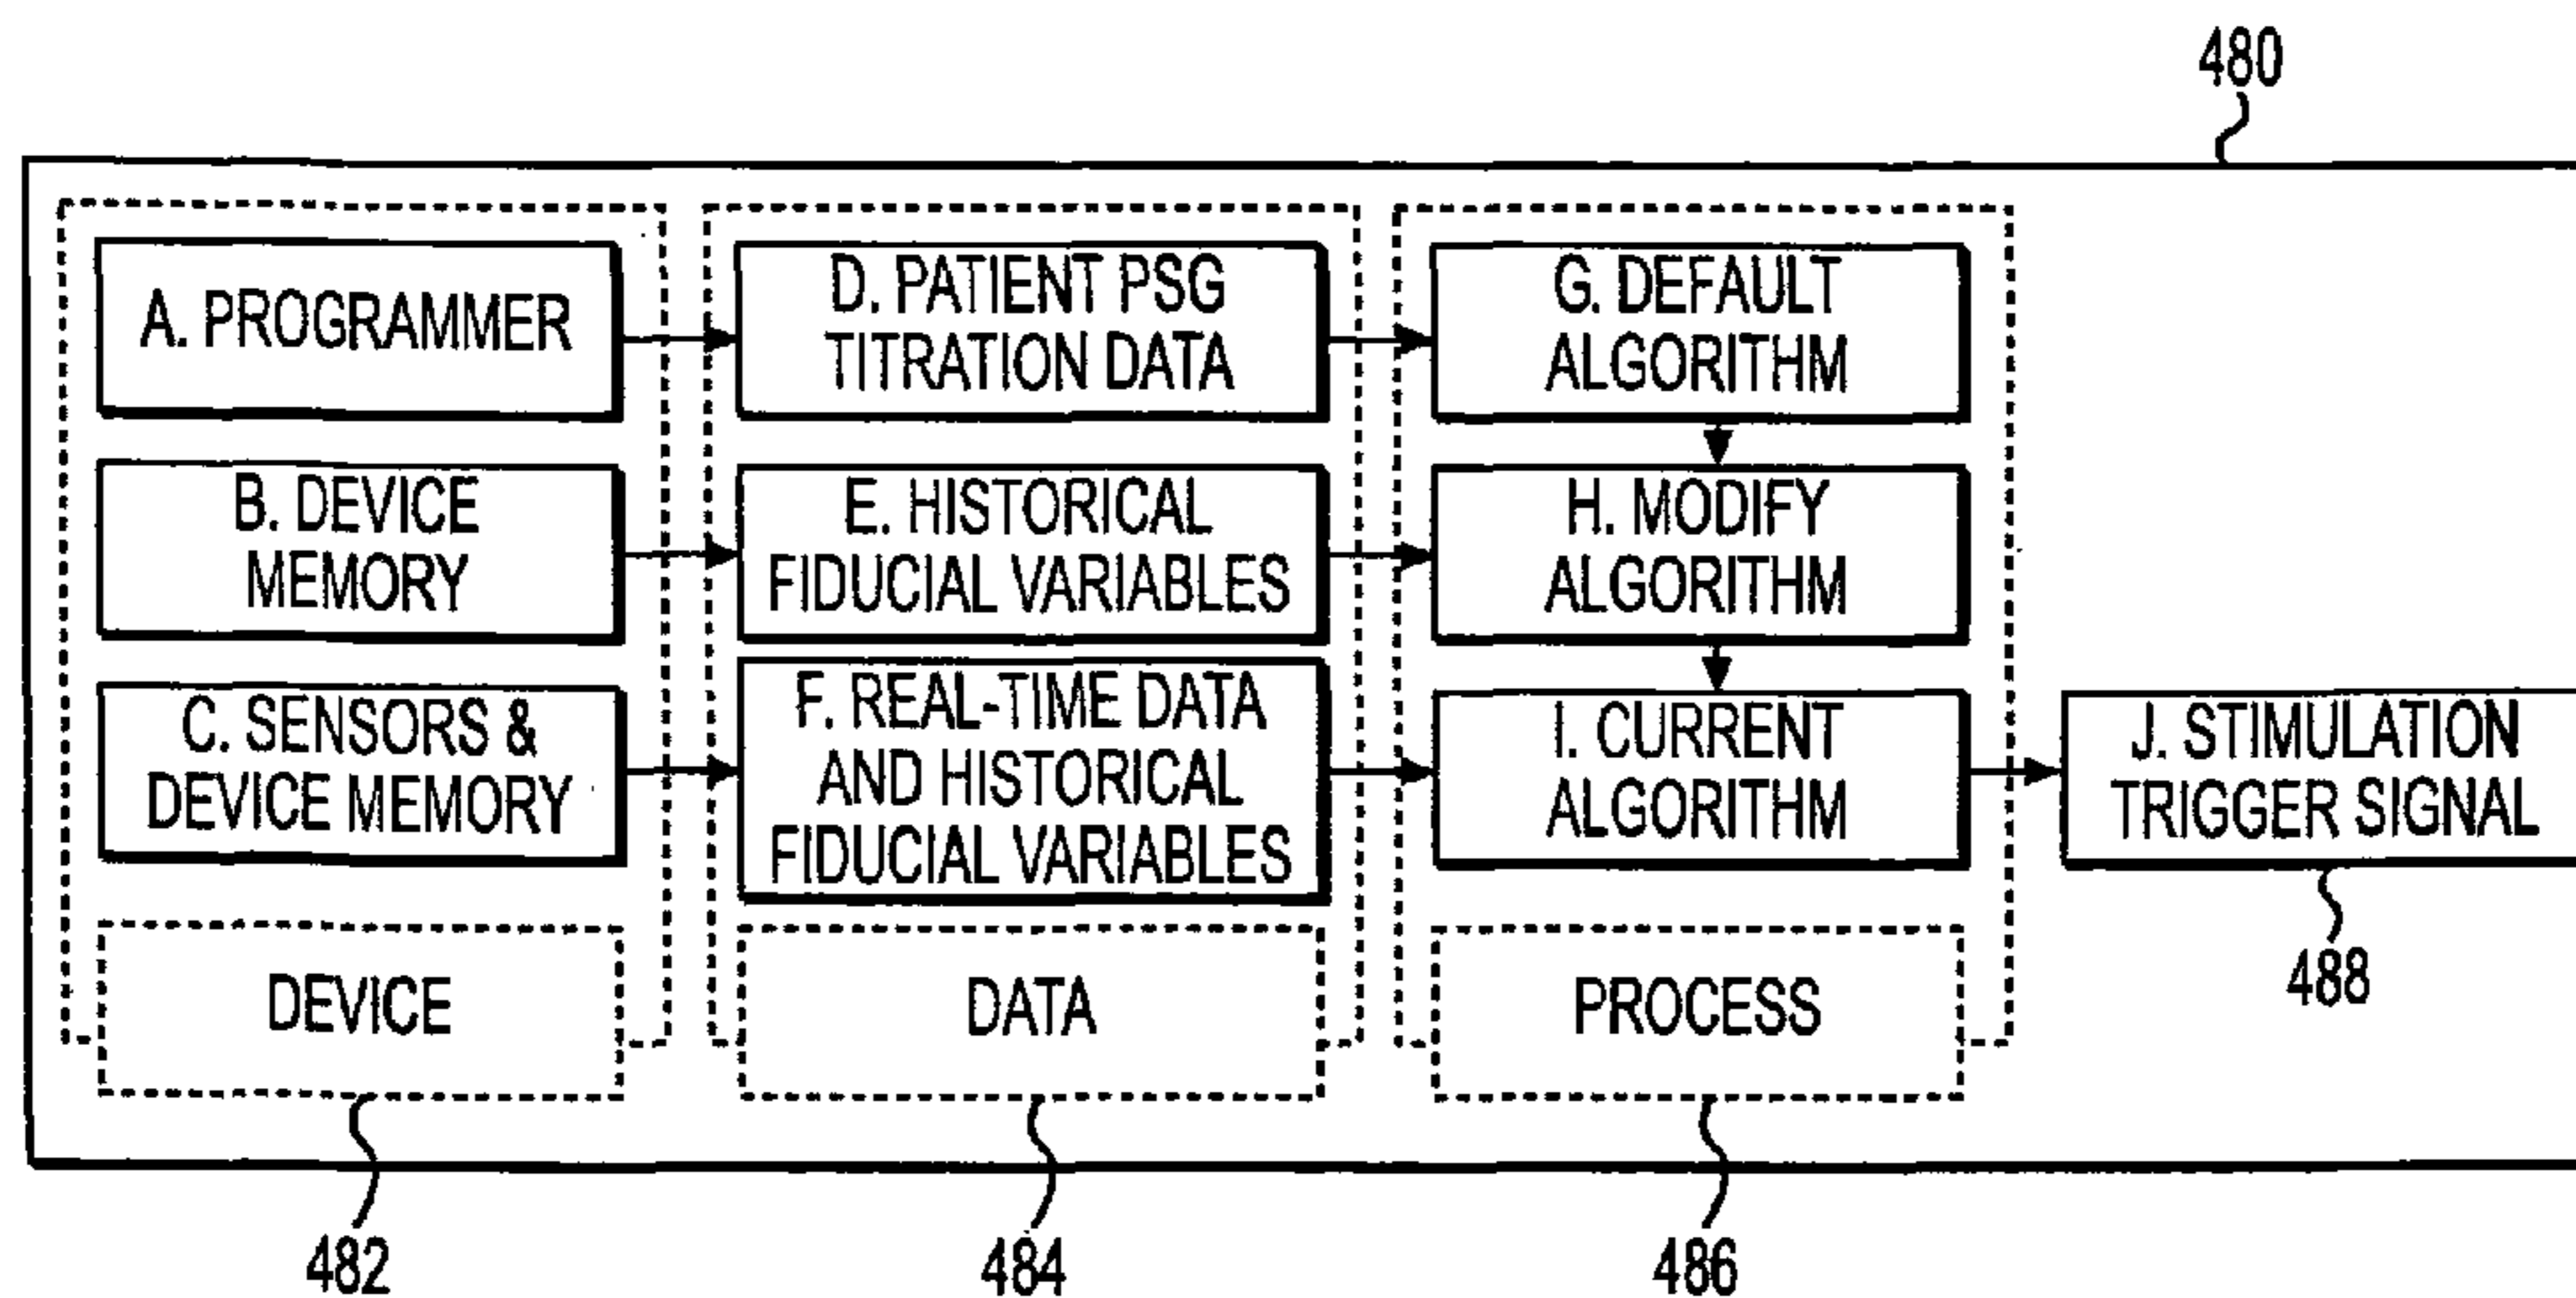 480
A. PROGRAMMER
D. PATIENT PSG
TITRATION DATA
G. DEFAULT
ALGORITHM
B. DEVICE
MEMORY
E. HISTORICAL
FIDUCIAL VARIABLES
H. MODIFY
ALGORITHM
C. SENSORS &
DEVICE MEMORY
F. REAL-TIME DATA
AND HISTORICAL
FIDUCIAL VARIABLES
I. CURRENT
ALGORITHM
J. STIMULATION
TRIGGER SIGNAL
488
DEVICE
DATA
PROCESS
482
484
486